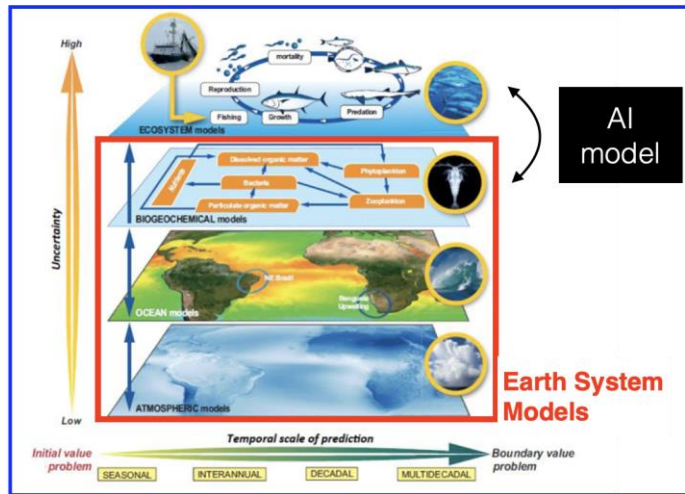 High
Uncertainty
Low
mortality
Reproduction
Fishing
Growth
Predation
ECOSYSTEM models
AI
model
Dissolved organic matter
Phytoplankton
Nutrients
Bacteria
Particulate organic matter
Zooplankton
BIOGEOCHEMICAL models
NE Brazil
Benguela
Upwelling
OCEAN models
ATMOSPHERIC models
Earth System
Models
Temporal scale of prediction
Initial value
problem
Boundary value
problem
SEASONAL
INTERANNUAL
DECADAL
MULTIDECADAL